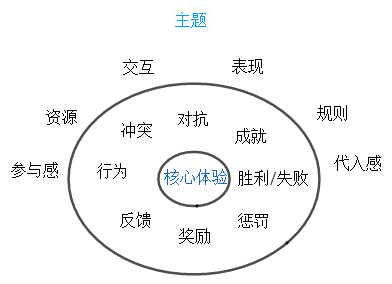 主题
交互
表现
资源
规则
冲突
对抗
成就
参与感
行为
核心体验
胜利/失败
代入感
反馈
奖励
惩罚